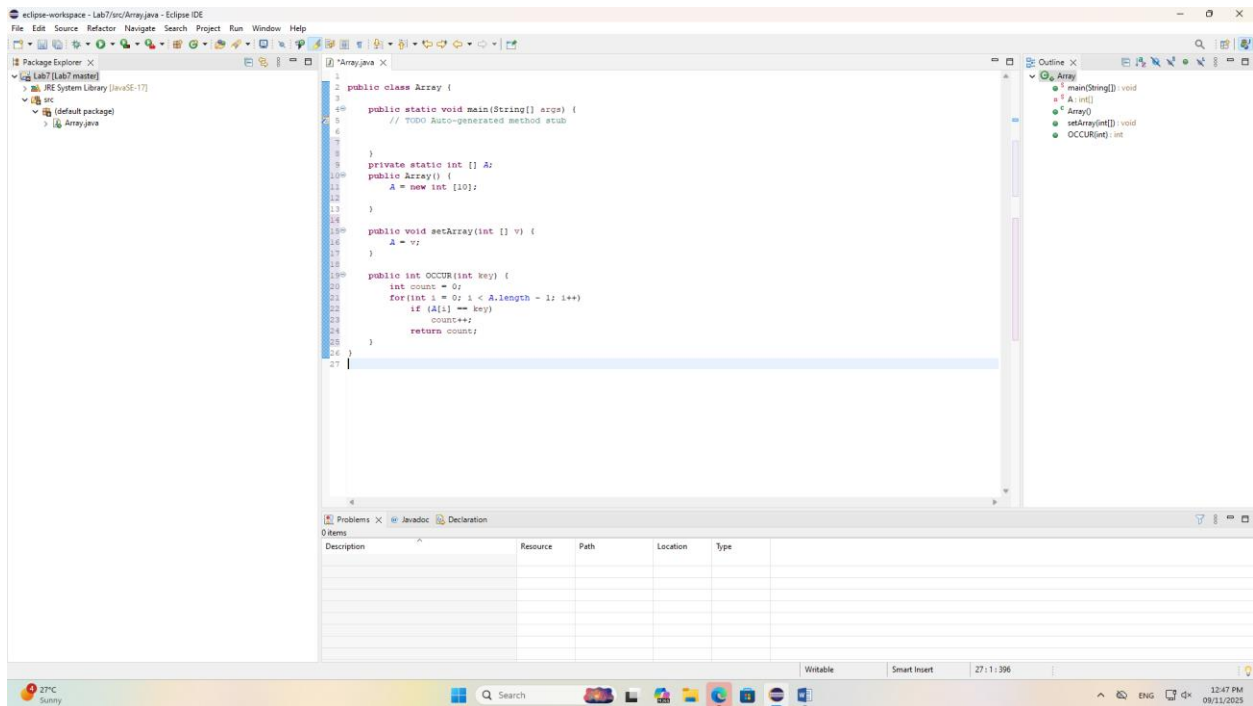 eclipse-workspace - Lab7/src/Array.java - Eclipse IDE
File Edit Source Refactor Navigate Search Project Run Window Help
Package Explorer
Lab7 [Lab7 master]
JRE System Library [JavaSE-17]
src
(default package)
Array.java
*Array.java
1
2 public class Array {
3
4 public static void main(String[] args) {
5 // TODO Auto-generated method stub
6
7
8 }
9 private static int [] A;
10 public Array() {
11 A = new int [10];
12
13 }
14
15 public void setArray(int [] v) {
16 A = v;
17 }
18
19 public int OCCUR(int key) {
20 int count = 0;
21 for(int i = 0; i < A.length - 1; i++)
22 if (A[i] == key)
23 count++;
24 return count;
25 }
26 }
27
Outline
Array
main(String[]) : void
A : int[]
Array()
setArray(int[]) : void
OCCUR(int) : int
Problems Javadoc Declaration
0 items
Description Resource Path Location Type
Writable Smart Insert 27 : 1 : 396
4
27°C
Sunny
Search
ENG
12:47 PM
09/11/2025